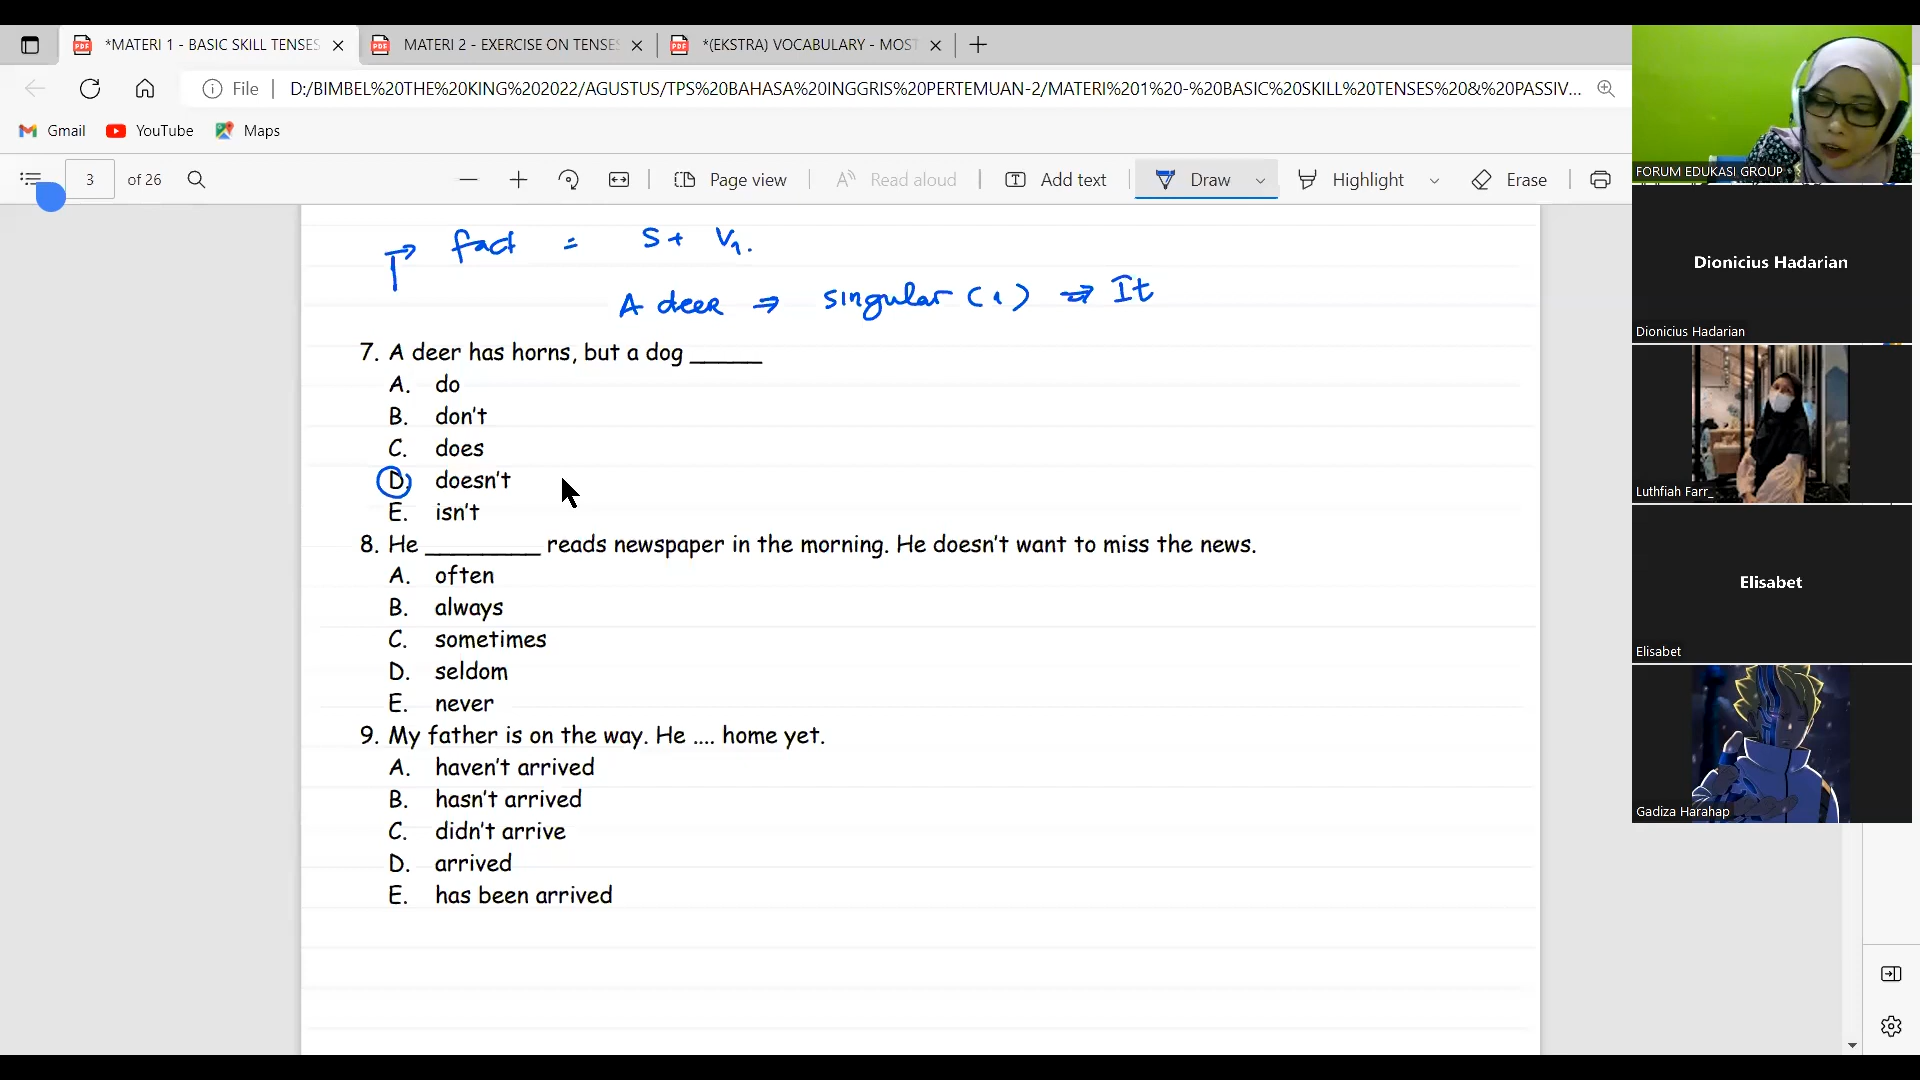 *MATERI 1 - BASIC SKILL TENSES
MATERI 2 - EXERCISE ON TENSES
*(EKSTRA) VOCABULARY - MOST
File
D:/BIMBEL%20THE%20KING%202022/AGUSTUS/TPS%20BAHASA%20INGGRIS%20PERTEMUAN-2/MATERI%201%20-%20BASIC%20SKILL%20TENSES%20&%20PASSIV...
Gmail
YouTube
Maps
3 of 26
Page view
Read aloud
Add text
Draw
Highlight
Erase
fact = S + V1.
A deer ⇒ singular (1) ⇒ It
7. A deer has horns, but a dog _____
A. do
B. don't
C. does
D. doesn't
E. isn't
8. He ________ reads newspaper in the morning. He doesn't want to miss the news.
A. often
B. always
C. sometimes
D. seldom
E. never
9. My father is on the way. He .... home yet.
A. haven't arrived
B. hasn't arrived
C. didn't arrive
D. arrived
E. has been arrived
FORUM EDUKASI GROUP
Dionicius Hadarian
Dionicius Hadarian
Luthfiah Farr_
Elisabet
Elisabet
Gadiza Harahap